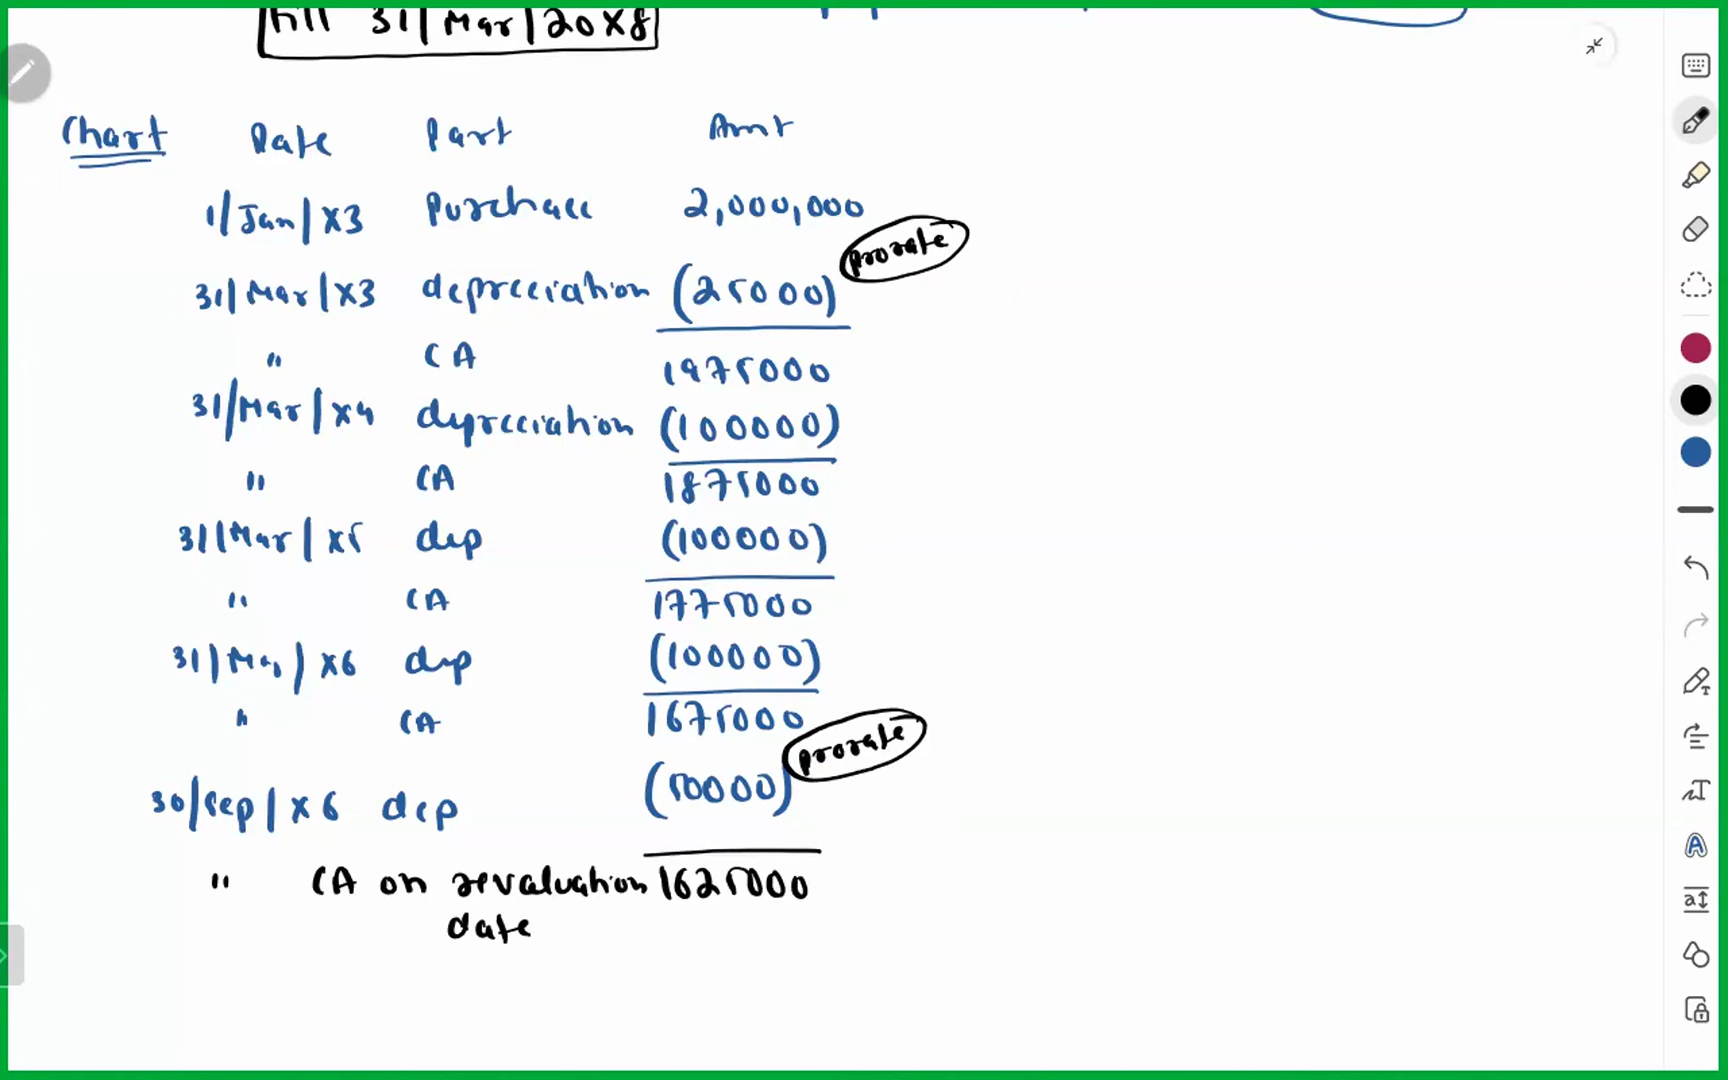 till 31/Mar/20X8
Chart Date Part Amt
1/Jan/X3 Purchase 2,000,000
prorate
31/Mar/X3 depreciation (25000)
" CA 1975000
31/Mar/X4 depreciation (100000)
" CA 1875000
31/Mar/X5 dep (100000)
" CA 1775000
31/Mar/X6 dep (100000)
" CA 1675000
prorate
30/Sep/X6 dep (50000)
" CA on revaluation 1625000
date